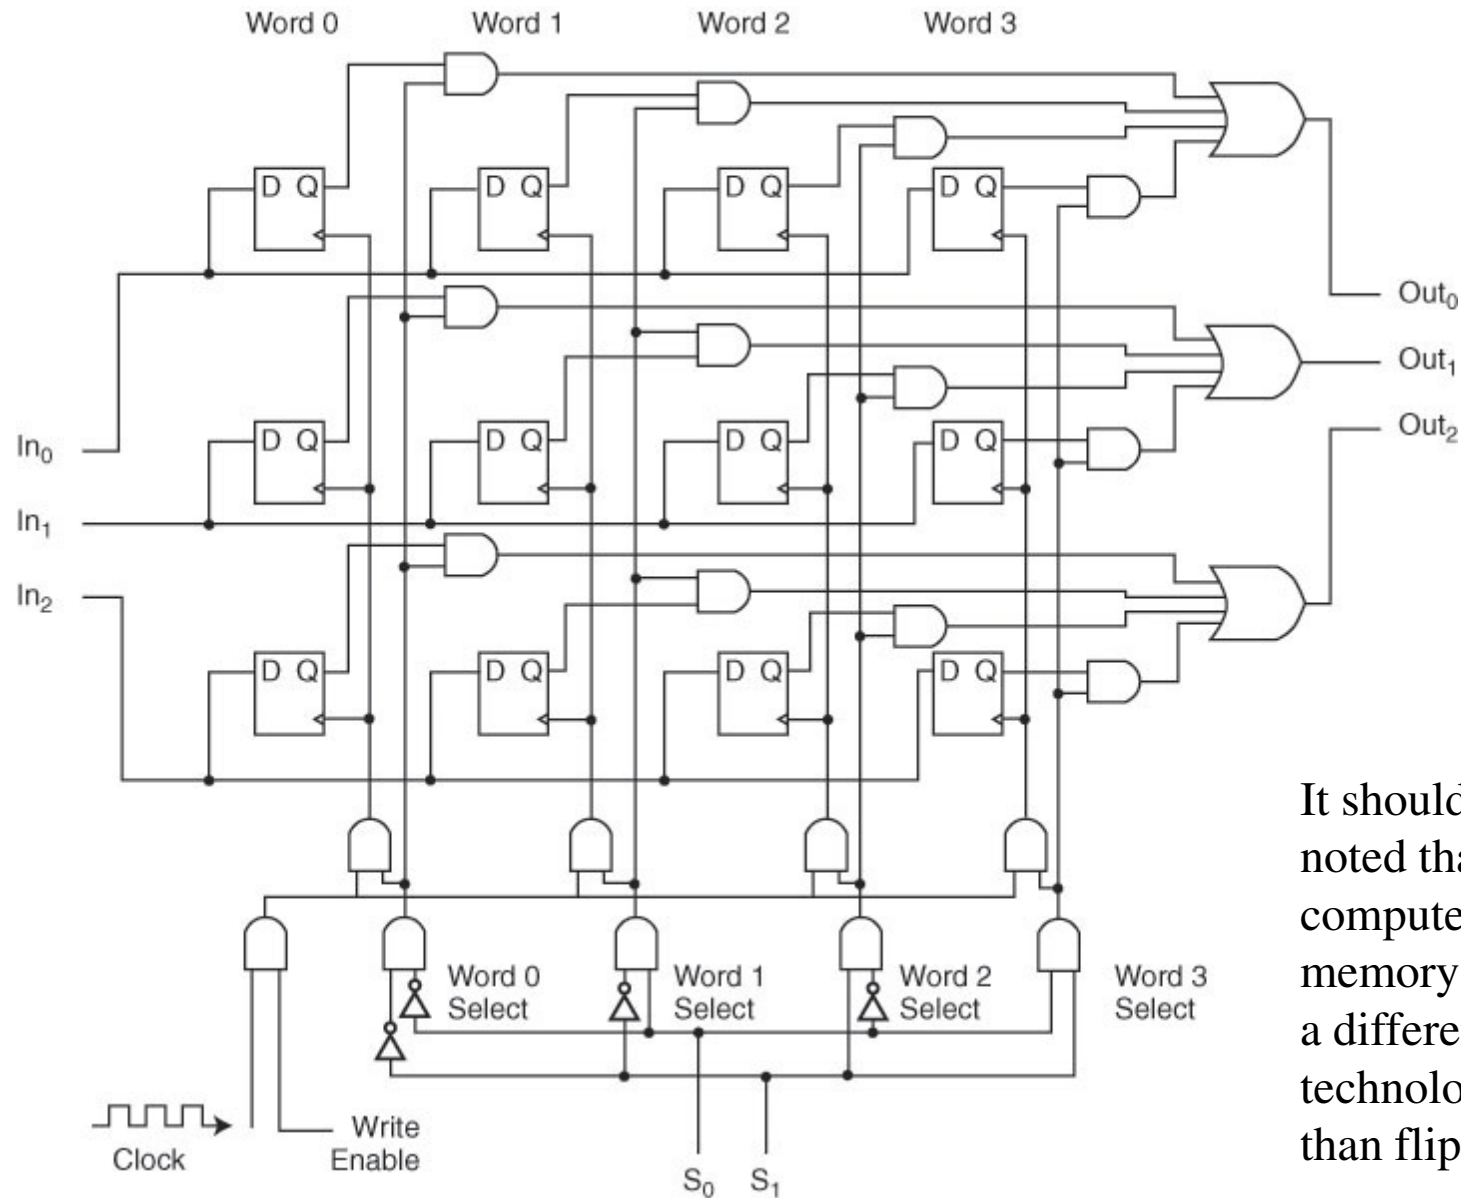 Word 0 Word 1 Word 2 Word 3
D Q D Q D Q D Q
Out₀
Out₁
Out₂
D Q D Q D Q D Q
In₀
In₁
In₂
D Q D Q D Q D Q
It should
noted tha
compute
memory
a differe
technolo
than flip
Word 0
Select
Word 1
Select
Word 2
Select
Word 3
Select
Clock
Write
Enable
S₀ S₁